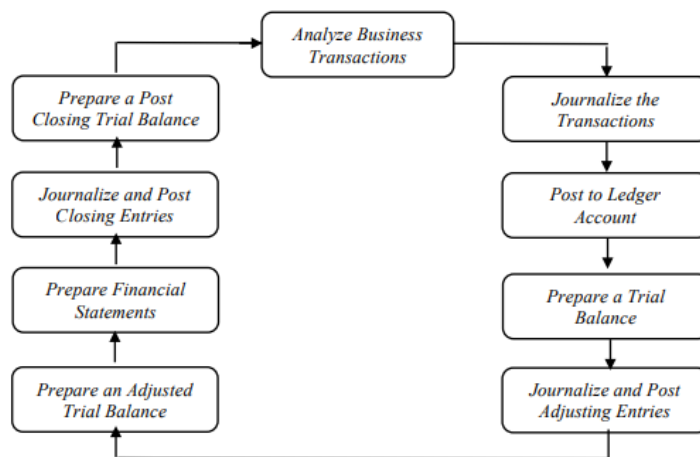 Analyze Business
Transactions
Journalize the
Transactions
Post to Ledger
Account
Prepare a Trial
Balance
Journalize and Post
Adjusting Entries
Prepare an Adjusted
Trial Balance
Prepare Financial
Statements
Journalize and Post
Closing Entries
Prepare a Post
Closing Trial Balance